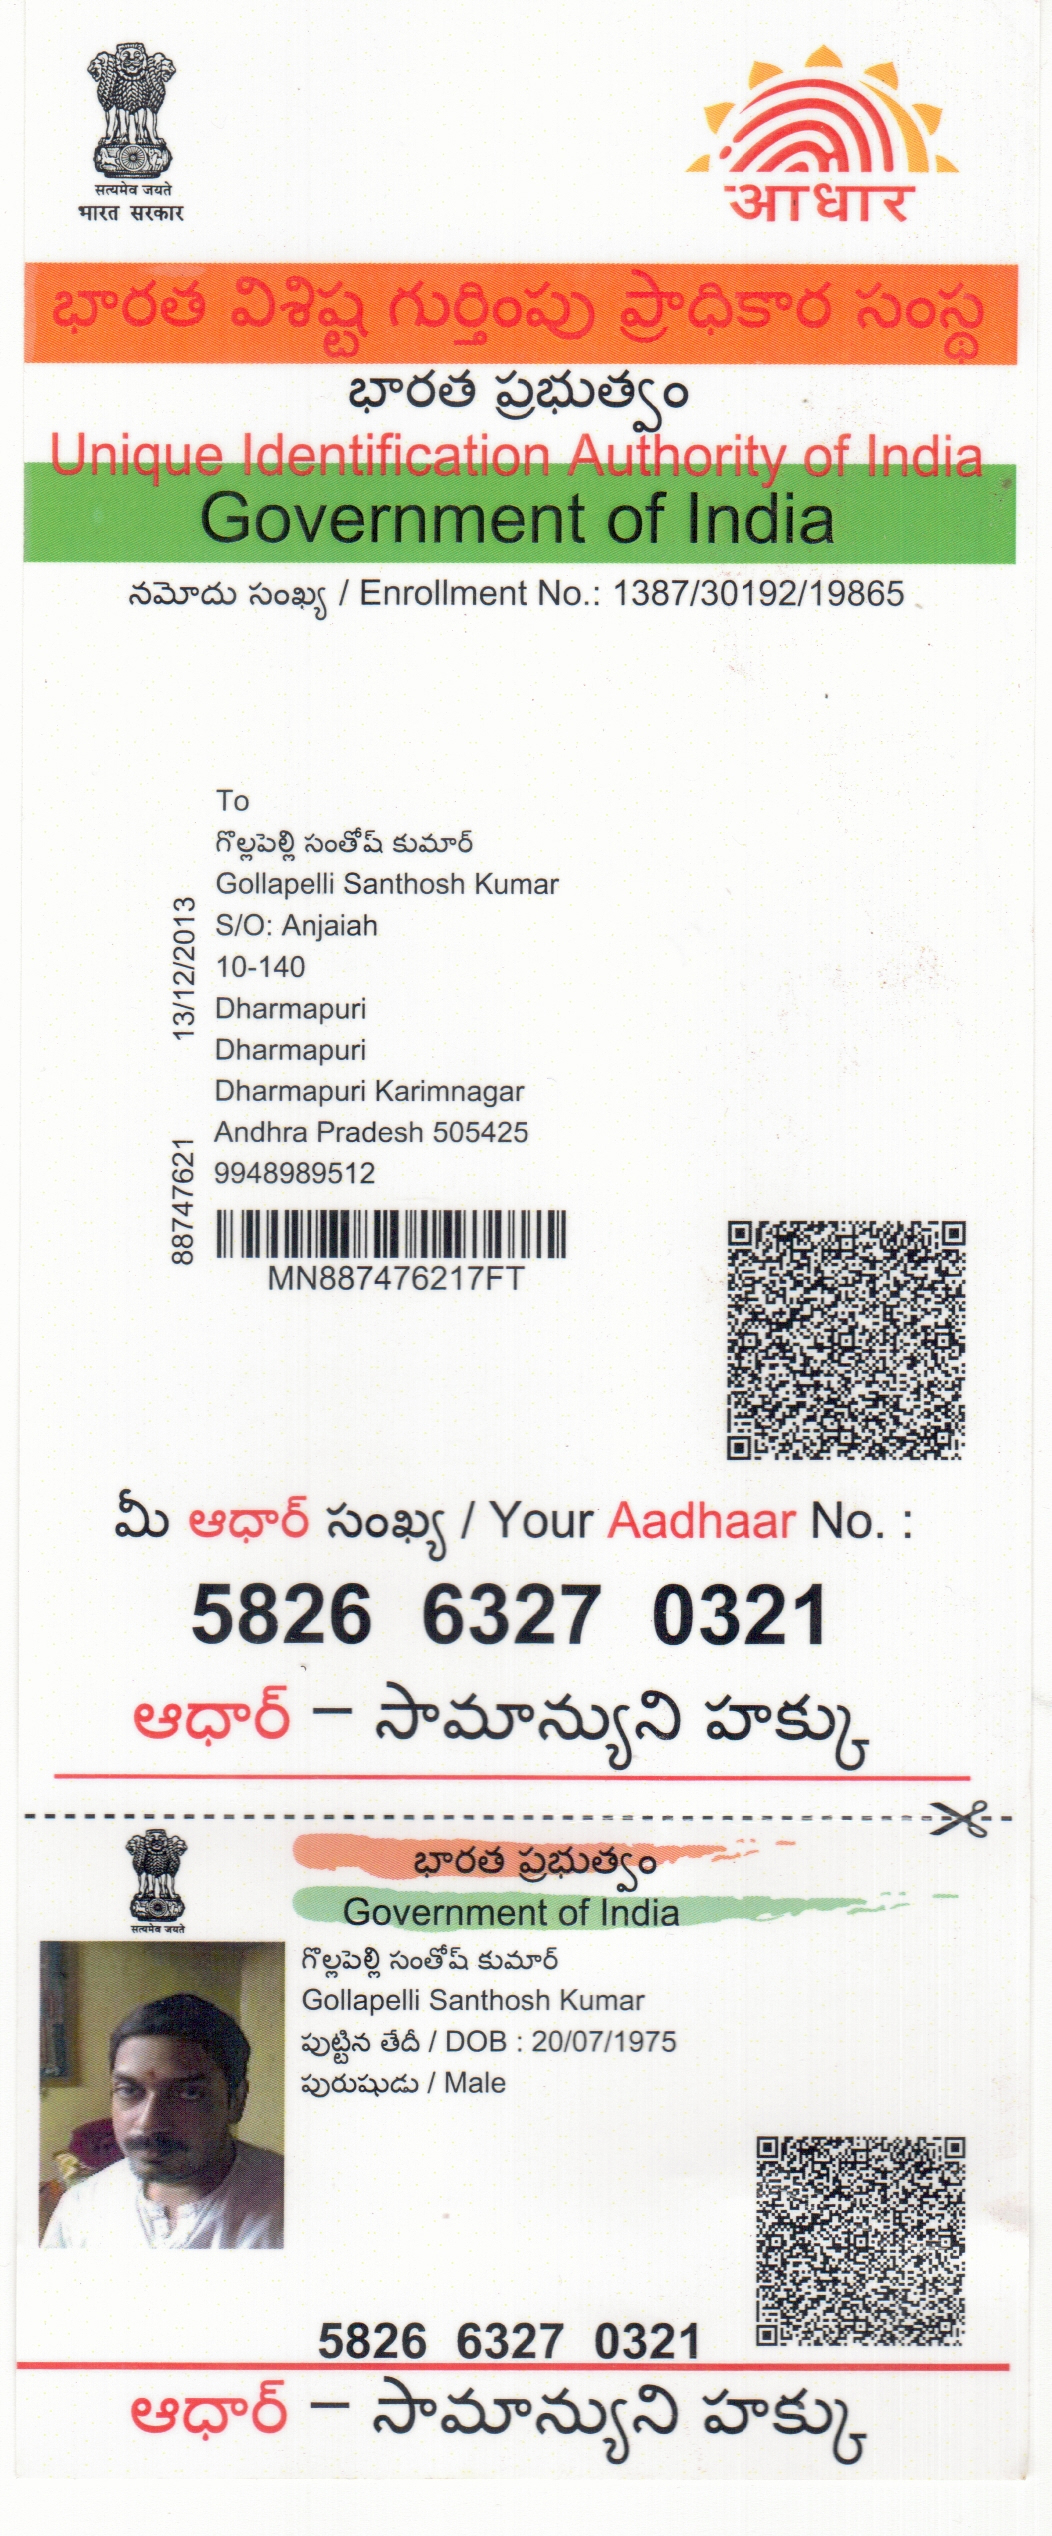 सत्यमेव जयते
भारत सरकार
आधार
భారత విశిష్ట గుర్తింపు ప్రాధికార సంస్థ
భారత ప్రభుత్వం
Unique Identification Authority of India
Government of India
నమోదు సంఖ్య / Enrollment No.: 1387/30192/19865
To
గొల్లపెల్లి సంతోష్ కుమార్
Gollapelli Santhosh Kumar
S/O: Anjaiah
10-140
Dharmapuri
Dharmapuri
Dharmapuri Karimnagar
Andhra Pradesh 505425
9948989512
13/12/2013
88747621
MN887476217FT
మీ ఆధార్ సంఖ్య / Your Aadhaar No. :
5826 6327 0321
ఆధార్ – సామాన్యుని హక్కు
सत्यमेव जयते
భారత ప్రభుత్వం
Government of India
గొల్లపెల్లి సంతోష్ కుమార్
Gollapelli Santhosh Kumar
పుట్టిన తేదీ / DOB : 20/07/1975
పురుషుడు / Male
5826 6327 0321
ఆధార్ – సామాన్యుని హక్కు